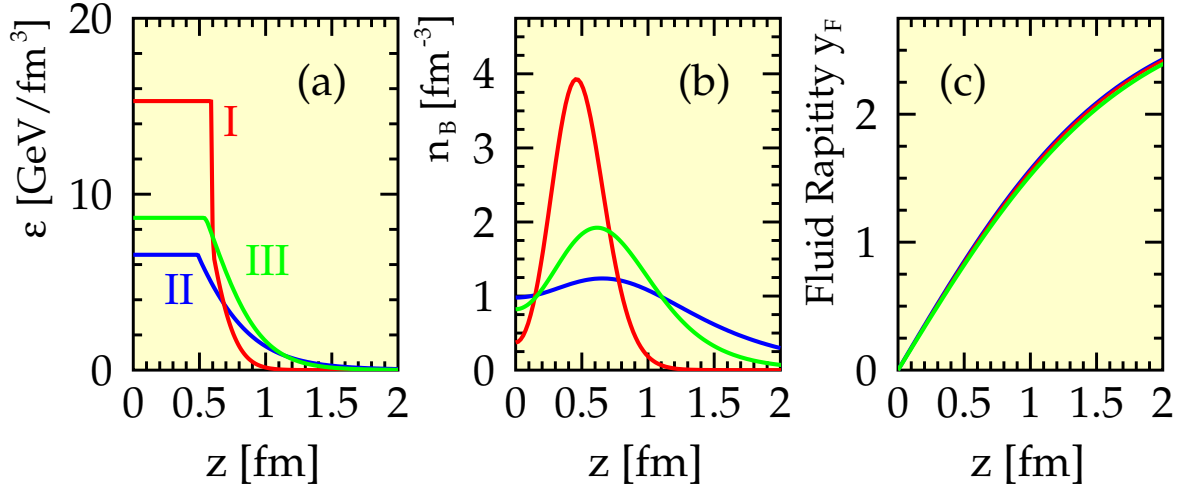 20
10
0
ε [GeV/fm³]
(a)
I
II
III
0 0.5 1 1.5 2
z [fm]
4
3
2
1
0
n_B [fm⁻³]
(b)
0 0.5 1 1.5 2
z [fm]
2
1
0
Fluid Rapitity y_F
(c)
0 0.5 1 1.5 2
z [fm]